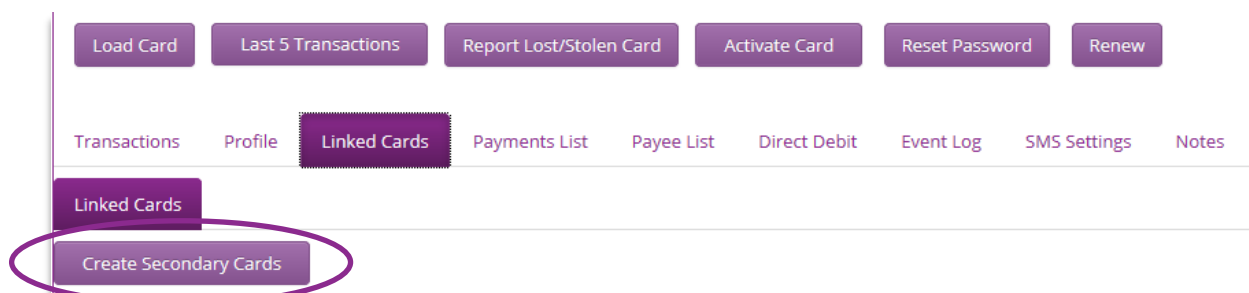 Load Card Last 5 Transactions Report Lost/Stolen Card Activate Card Reset Password Renew
Transactions Profile Linked Cards Payments List Payee List Direct Debit Event Log SMS Settings Notes
Linked Cards
Create Secondary Cards